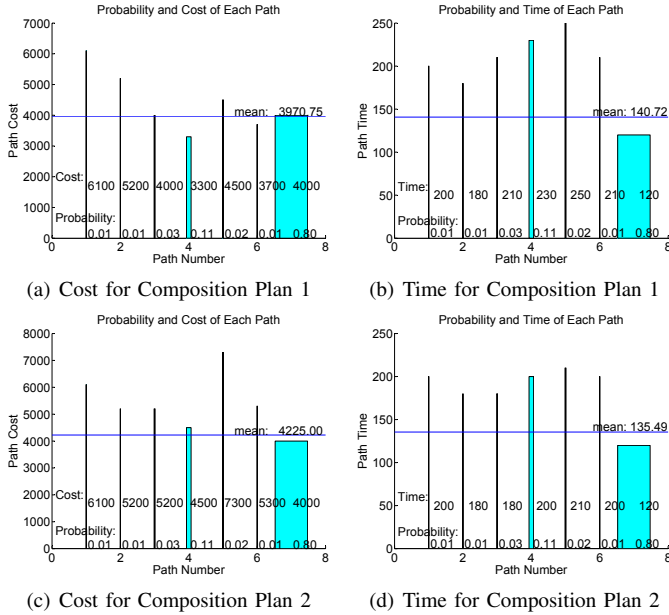 Probability and Cost of Each Path
7000
6000
5000
4000
3000
2000
1000
0
Path Cost
mean: 3970.75
Cost:
6100 5200 4000 3300 4500 3700 4000
Probability:
0.01 0.01 0.03 0.11 0.02 0.01 0.80
0 2 4 6 8
Path Number
(a) Cost for Composition Plan 1
Probability and Time of Each Path
250
200
150
100
50
0
Path Time
mean: 140.72
Time:
200 180 210 230 250 210 120
Probability:
0.01 0.01 0.03 0.11 0.02 0.01 0.80
0 2 4 6 8
Path Number
(b) Time for Composition Plan 1
Probability and Cost of Each Path
8000
7000
6000
5000
4000
3000
2000
1000
0
Path Cost
mean: 4225.00
Cost:
6100 5200 5200 4500 7300 5300 4000
Probability:
0.01 0.01 0.03 0.11 0.02 0.01 0.80
0 2 4 6 8
Path Number
(c) Cost for Composition Plan 2
Probability and Time of Each Path
250
200
150
100
50
0
Path Time
mean: 135.49
Time:
200 180 180 200 210 200 120
Probability:
0.01 0.01 0.03 0.11 0.02 0.01 0.80
0 2 4 6 8
Path Number
(d) Time for Composition Plan 2